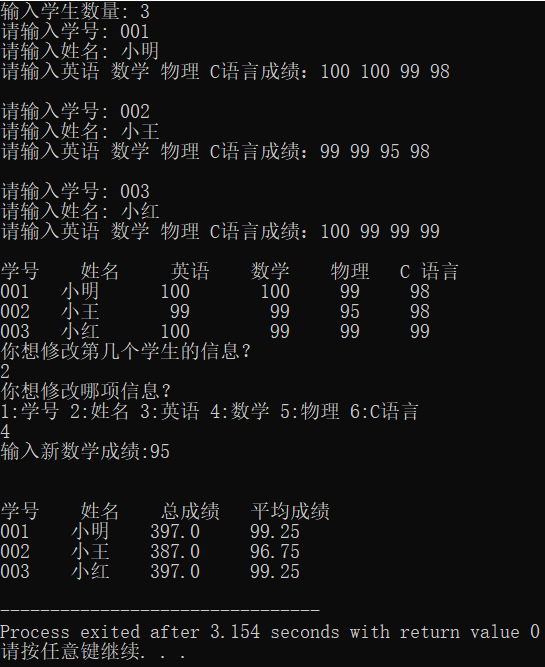 输入学生数量: 3
请输入学号: 001
请输入姓名: 小明
请输入英语 数学 物理 C语言成绩：100 100 99 98
请输入学号: 002
请输入姓名: 小王
请输入英语 数学 物理 C语言成绩：99 99 95 98
请输入学号: 003
请输入姓名: 小红
请输入英语 数学 物理 C语言成绩：100 99 99 99
学号 姓名 英语 数学 物理 C 语言
001 小明 100 100 99 98
002 小王 99 99 95 98
003 小红 100 99 99 99
你想修改第几个学生的信息？
2
你想修改哪项信息？
1:学号 2:姓名 3:英语 4:数学 5:物理 6:C语言
4
输入新数学成绩:95
学号 姓名 总成绩 平均成绩
001 小明 397.0 99.25
002 小王 387.0 96.75
003 小红 397.0 99.25
--------------------------------
Process exited after 3.154 seconds with return value 0
请按任意键继续. . .